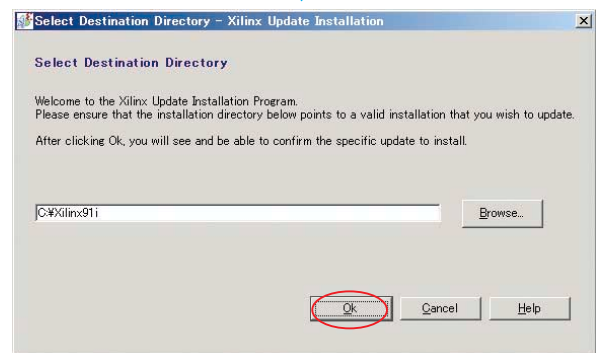 Select Destination Directory - Xilinx Update Installation
Select Destination Directory
Welcome to the Xilinx Update Installation Program.
Please ensure that the installation directory below points to a valid installation that you wish to update.
After clicking Ok, you will see and be able to confirm the specific update to install.
C:¥Xilinx91i
Browse...
Ok
Cancel
Help